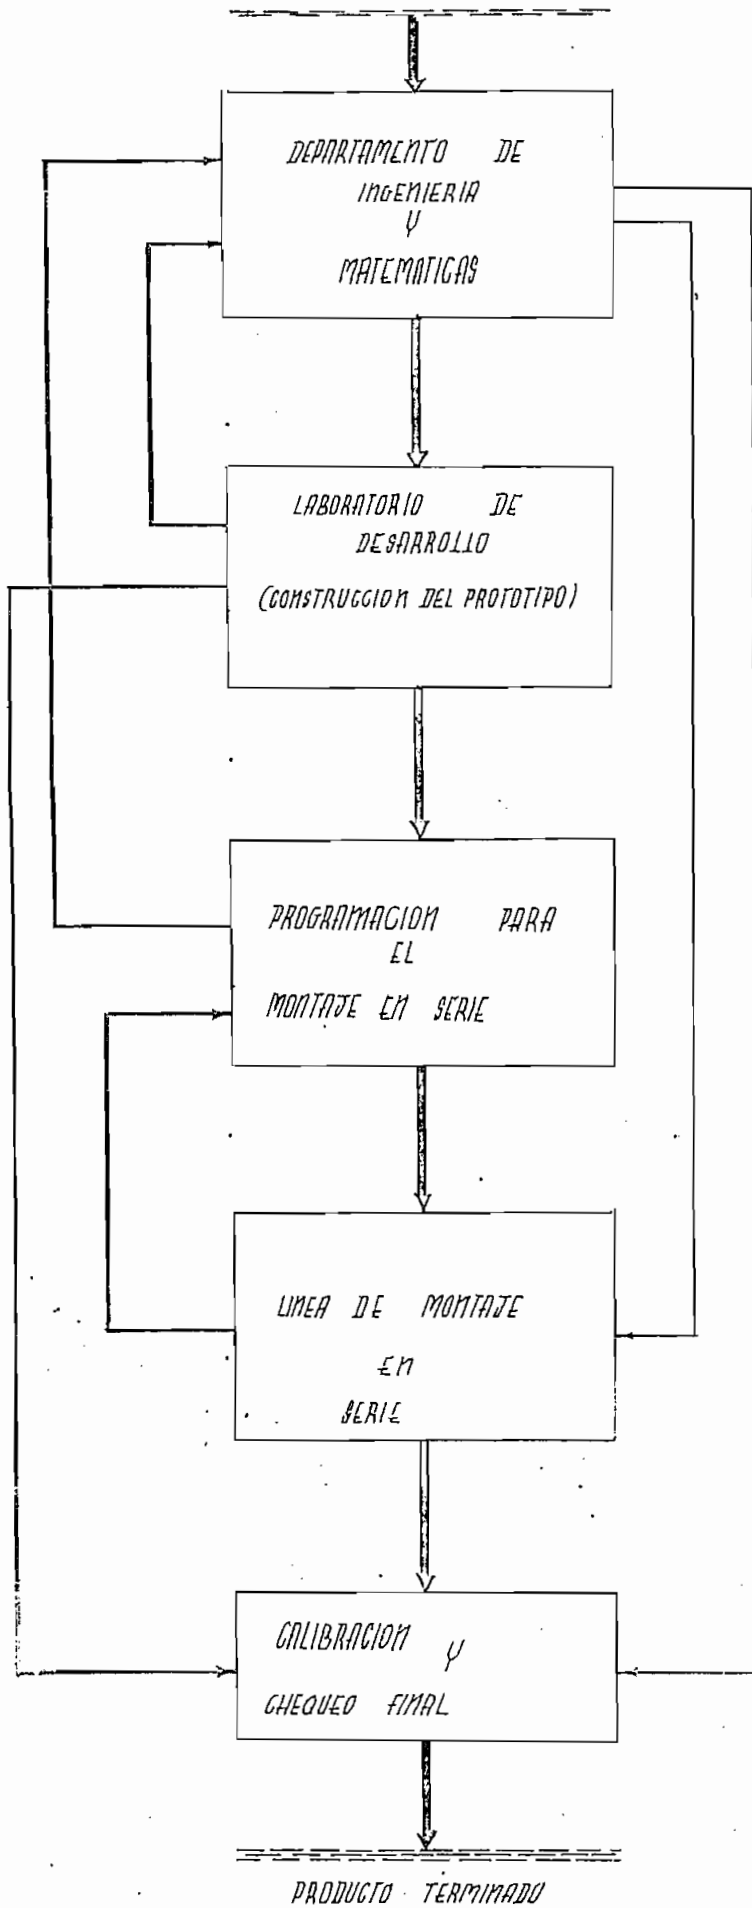 DEPARTAMENTO DE
INGENIERIA
Y
MATEMATICAS
LABORATORIO DE
DESARROLLO
(CONSTRUCCION DEL PROTOTIPO)
PROGRAMACION PARA
EL
MONTAJE EN SERIE
LINEA DE MONTAJE
EN
SERIE
CALIBRACION Y
CHEQUEO FINAL
PRODUCTO TERMINADO